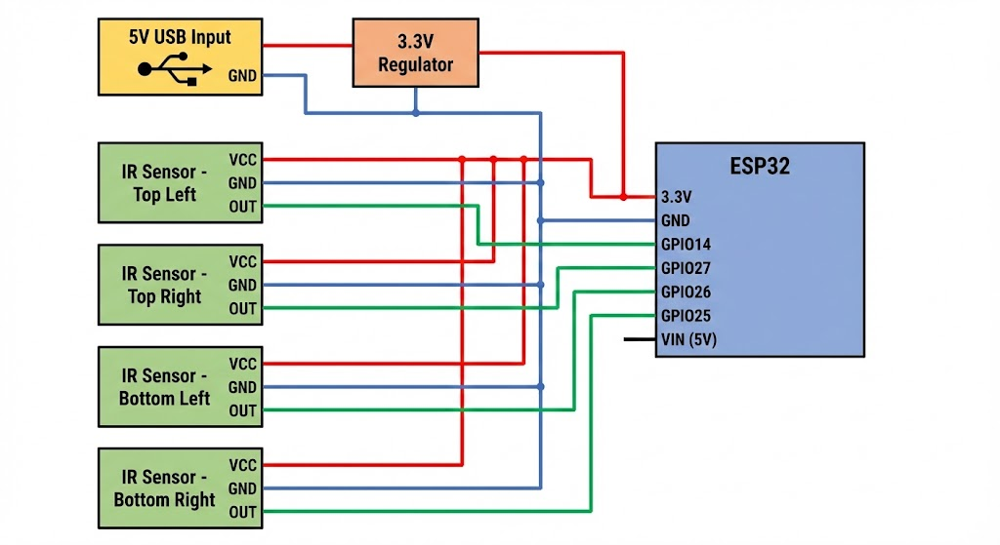 5V USB Input
GND
3.3V
Regulator
IR Sensor -
Top Left
VCC
GND
OUT
IR Sensor -
Top Right
VCC
GND
OUT
IR Sensor -
Bottom Left
VCC
GND
OUT
IR Sensor -
Bottom Right
VCC
GND
OUT
ESP32
3.3V
GND
GPIO14
GPIO27
GPIO26
GPIO25
VIN (5V)